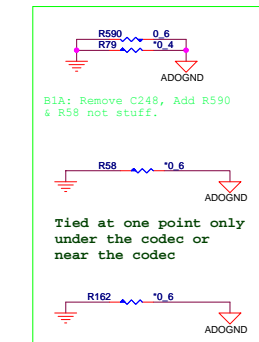 R590 0_6
R79 *0_4
ADOGND
B1A: Remove C248, Add R590
& R58 not stuff.
R58 *0_6
ADOGND
Tied at one point only
under the codec or
near the codec
R162 *0_6
ADOGND